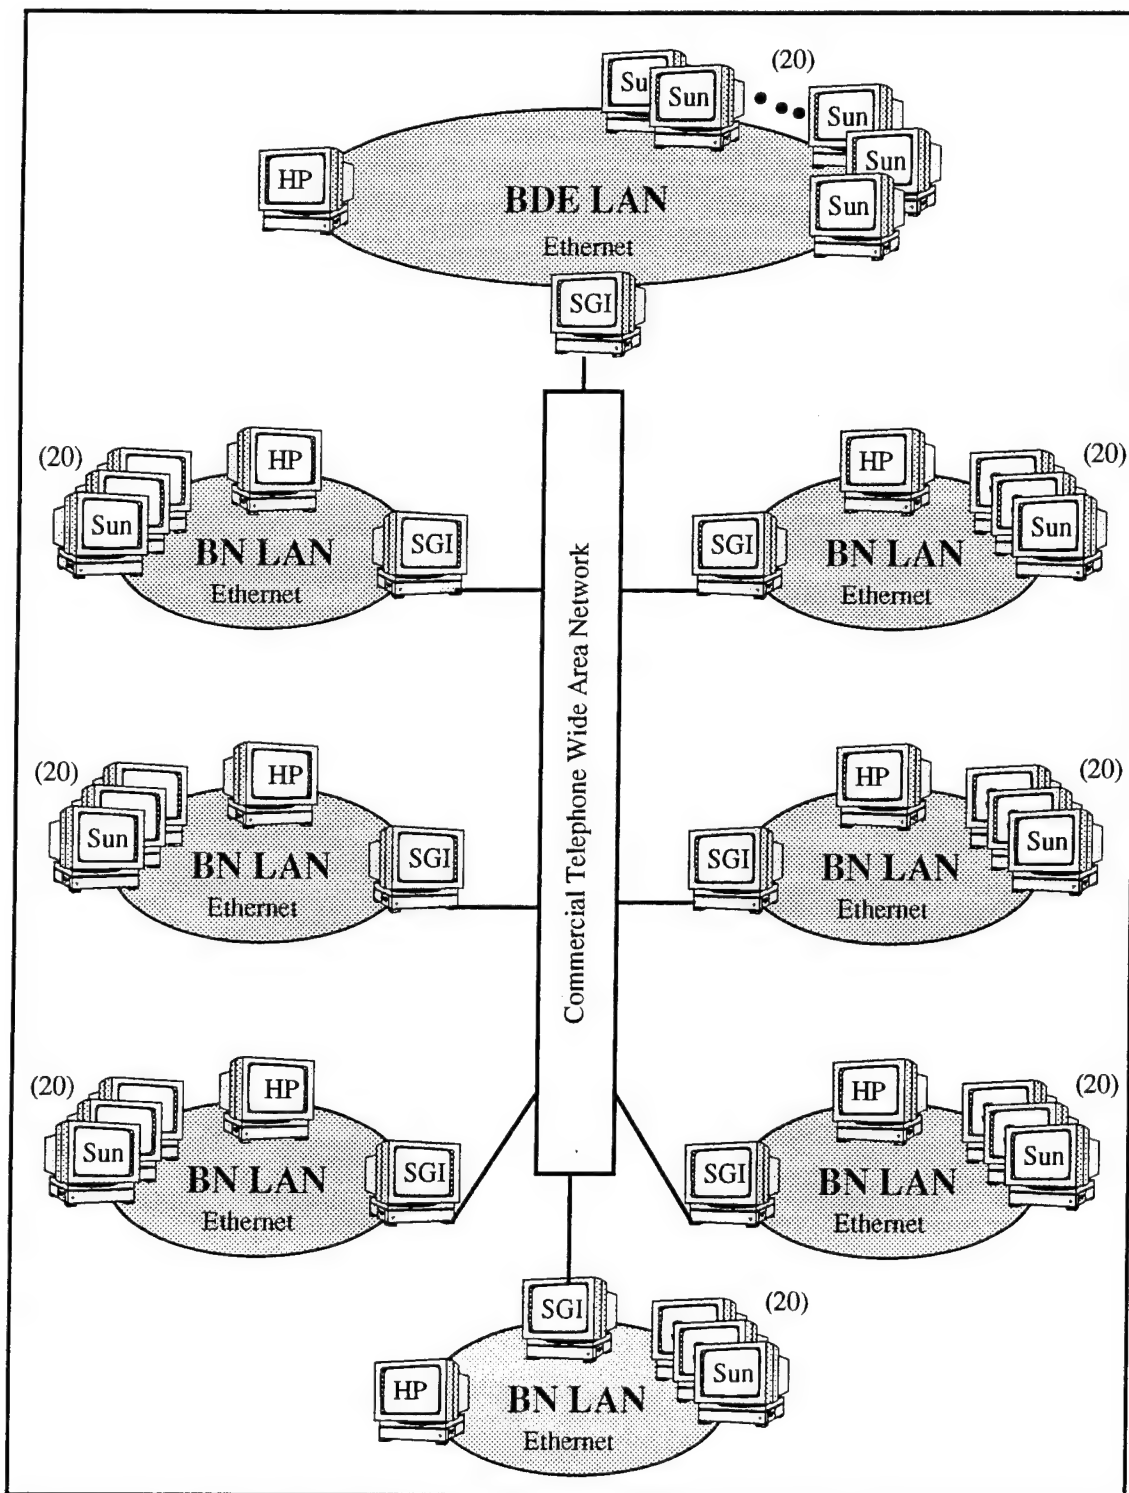 (20)
Sun
Sun
Sun
Sun
Sun
HP
BDE LAN
Ethernet
SGI
Commercial Telephone Wide Area Network
(20)
HP
Sun
SGI
BN LAN
Ethernet
HP
(20)
SGI
Sun
BN LAN
Ethernet
(20)
HP
Sun
SGI
BN LAN
Ethernet
HP
(20)
SGI
Sun
BN LAN
Ethernet
(20)
HP
Sun
SGI
BN LAN
Ethernet
HP
(20)
SGI
Sun
BN LAN
Ethernet
SGI
(20)
HP
Sun
BN LAN
Ethernet